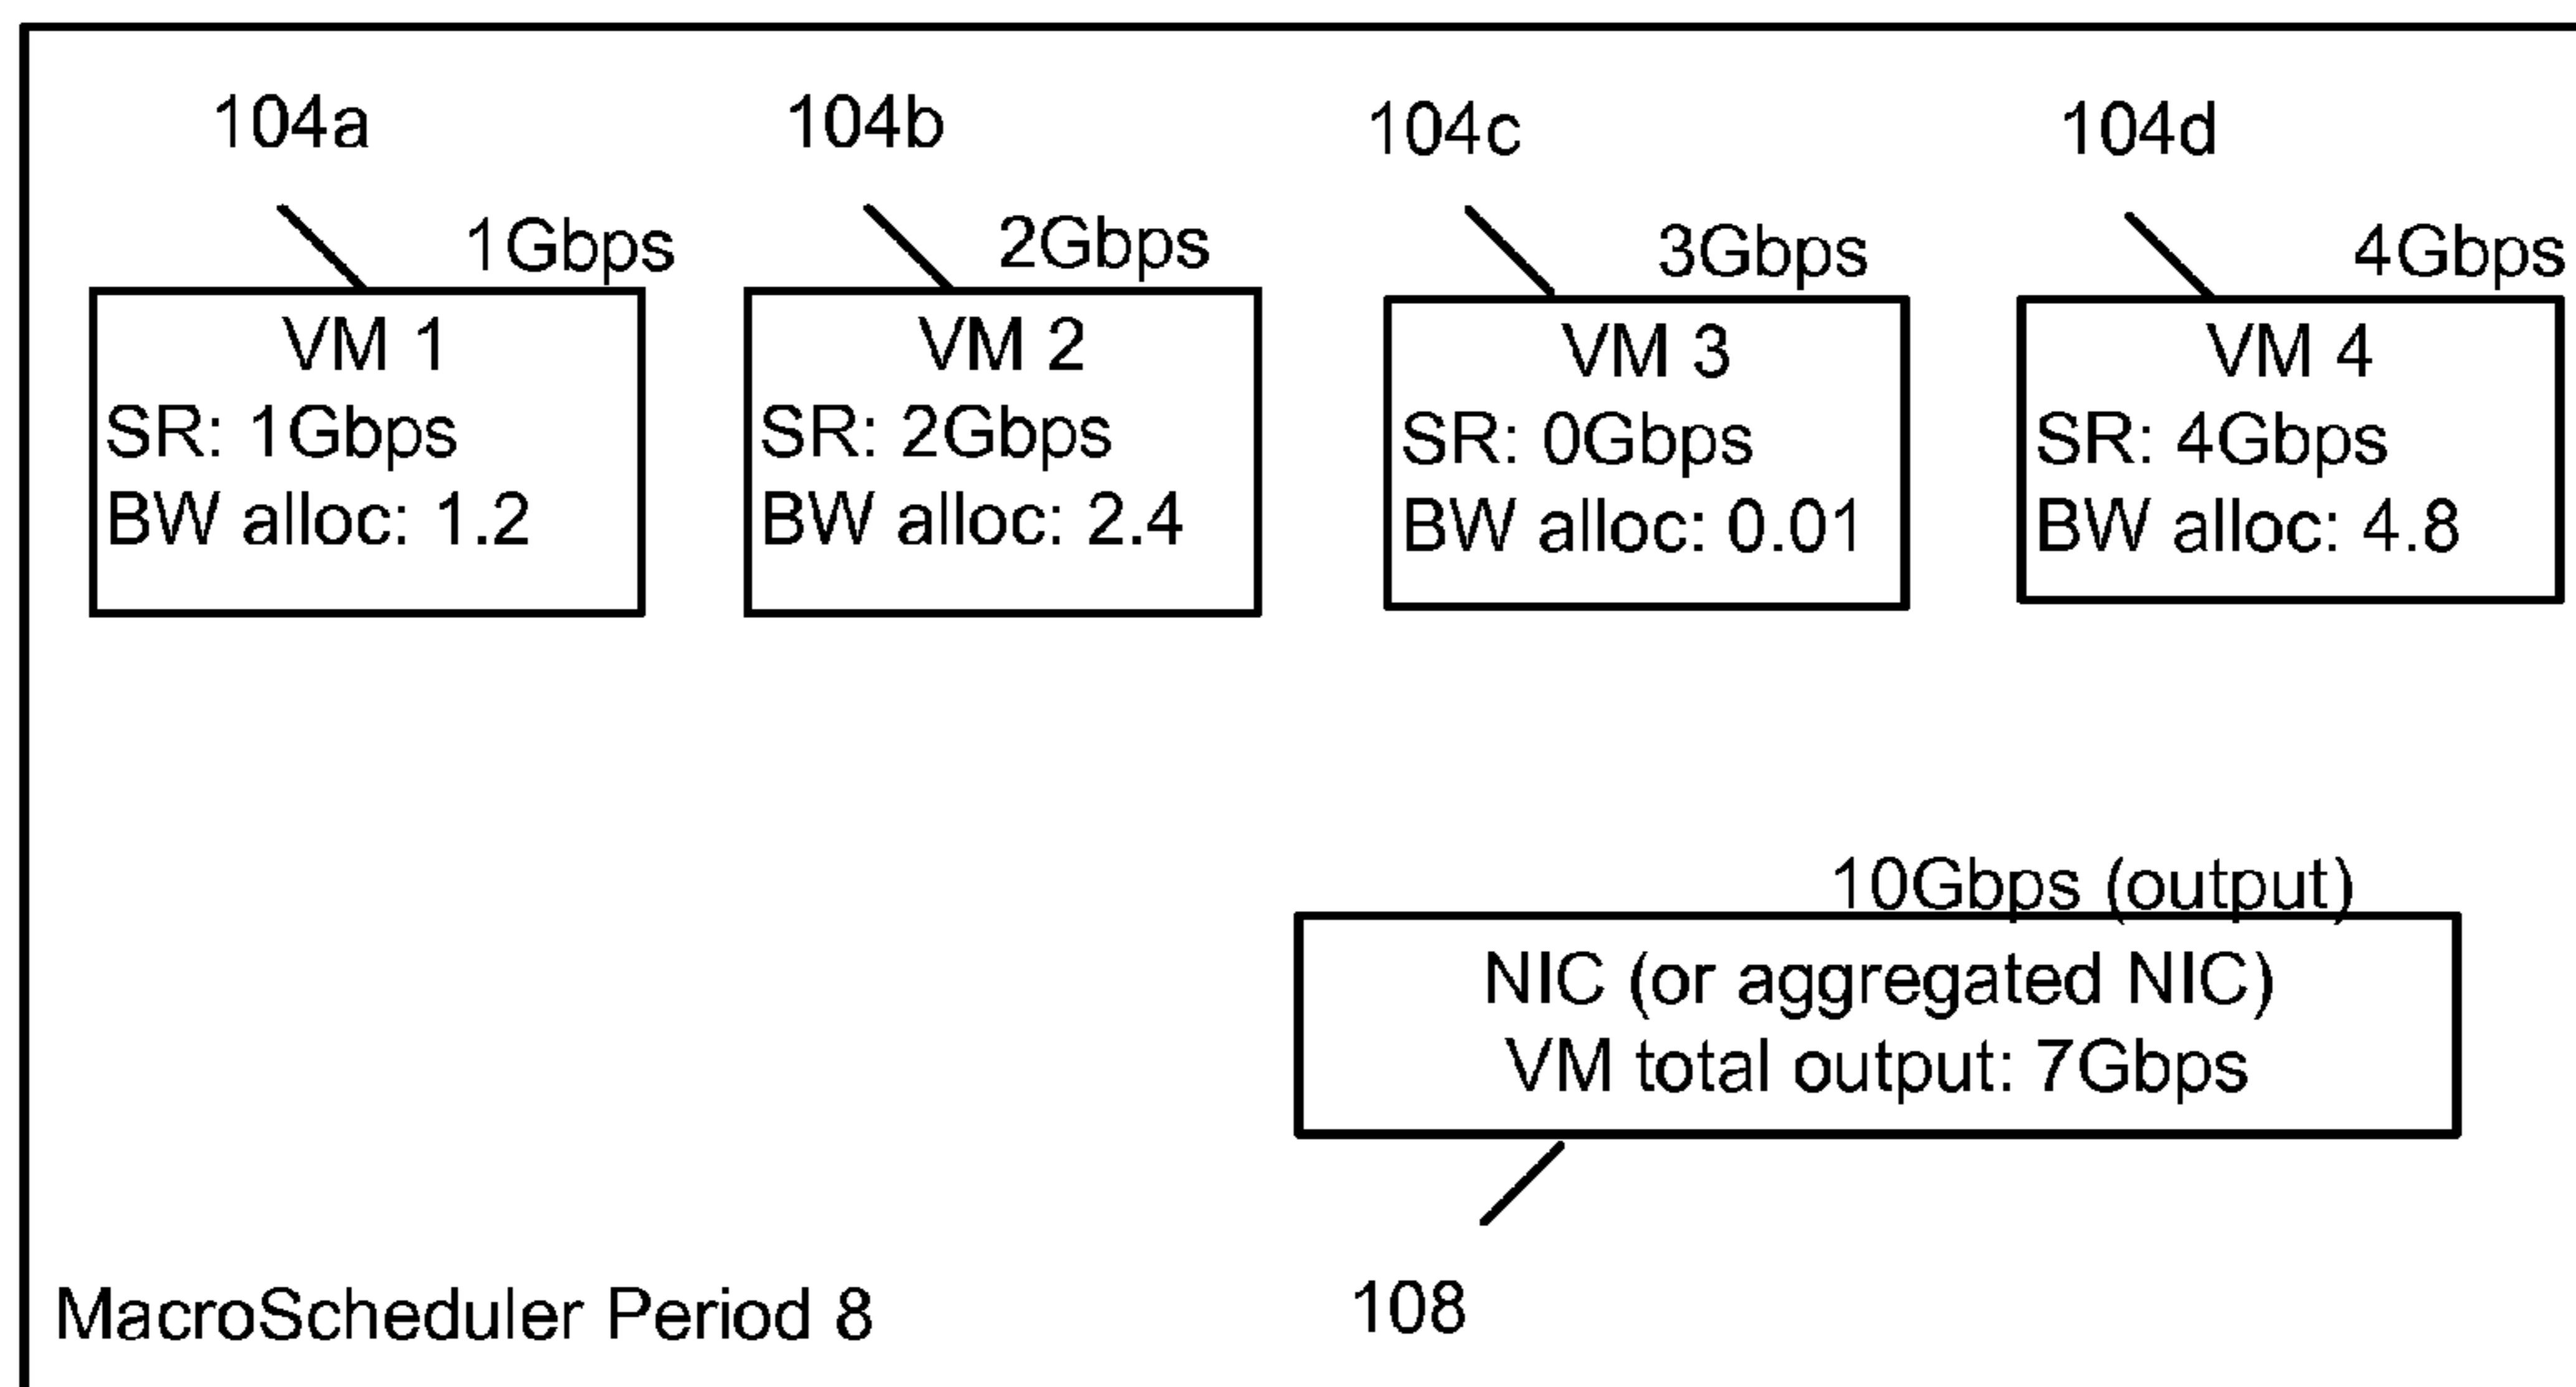 104a
104b
104c
104d
1Gbps
2Gbps
3Gbps
4Gbps
VM 1
SR: 1Gbps
BW alloc: 1.2
VM 2
SR: 2Gbps
BW alloc: 2.4
VM 3
SR: 0Gbps
BW alloc: 0.01
VM 4
SR: 4Gbps
BW alloc: 4.8
10Gbps (output)
NIC (or aggregated NIC)
VM total output: 7Gbps
108
MacroScheduler Period 8